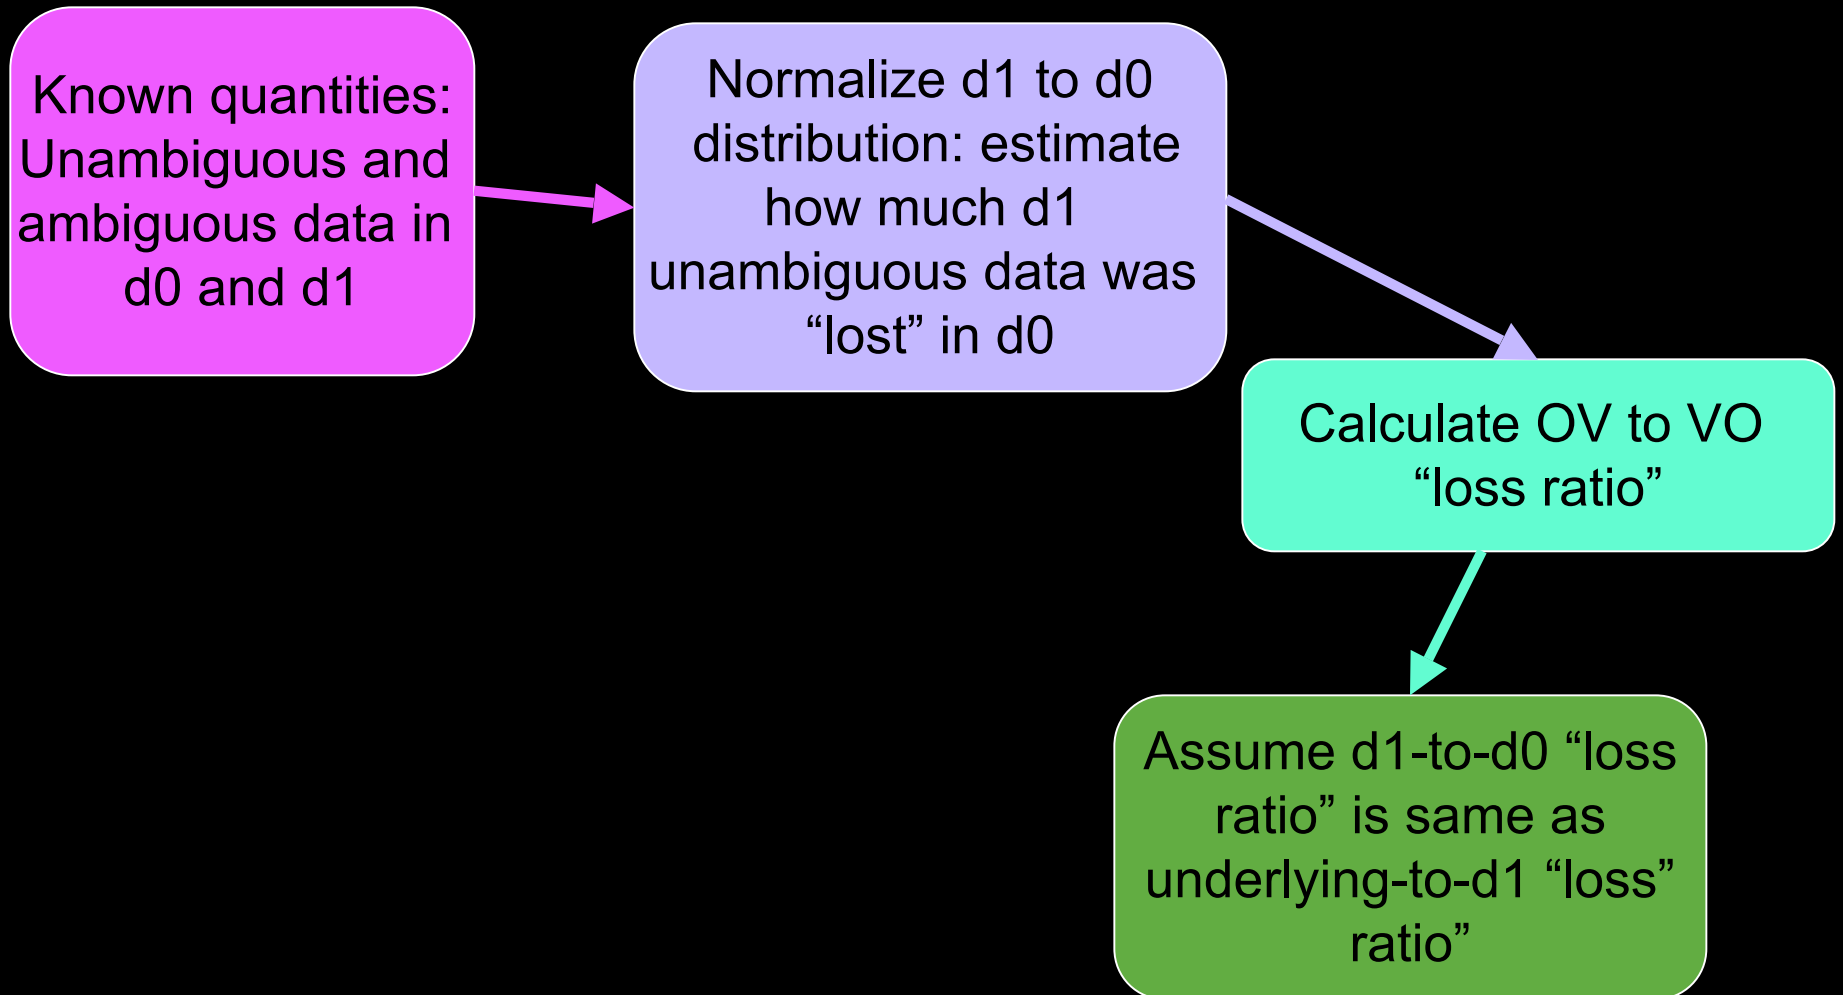 Known quantities:
Unambiguous and
ambiguous data in
d0 and d1
Normalize d1 to d0
distribution: estimate
how much d1
unambiguous data was
“lost” in d0
Calculate OV to VO
“loss ratio”
Assume d1-to-d0 “loss
ratio” is same as
underlying-to-d1 “loss”
ratio”